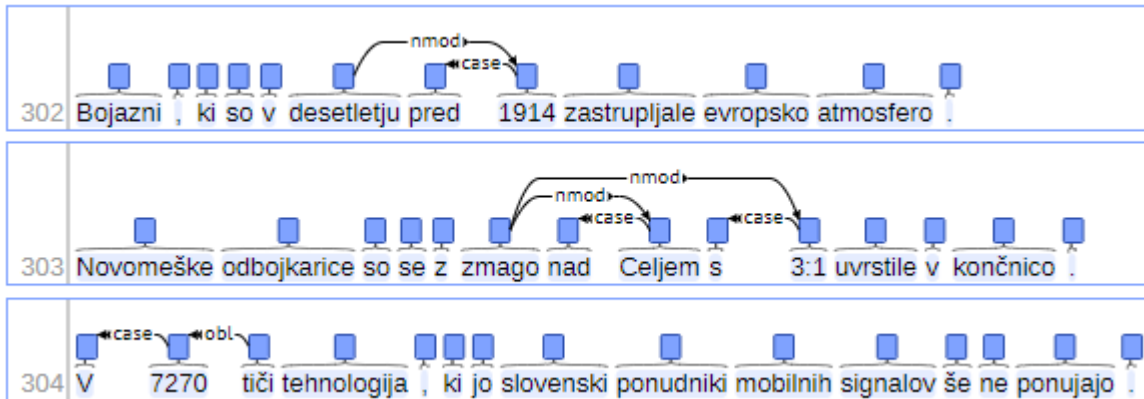 nmod
case
302 Bojazni , ki so v desetletju pred 1914 zastrupljale evropsko atmosfero .
nmod
nmod
case case
303 Novomeške odbojkarice so se z zmago nad Celjem s 3:1 uvrstile v končnico .
case obl
304 V 7270 tiči tehnologija , ki jo slovenski ponudniki mobilnih signalov še ne ponujajo .